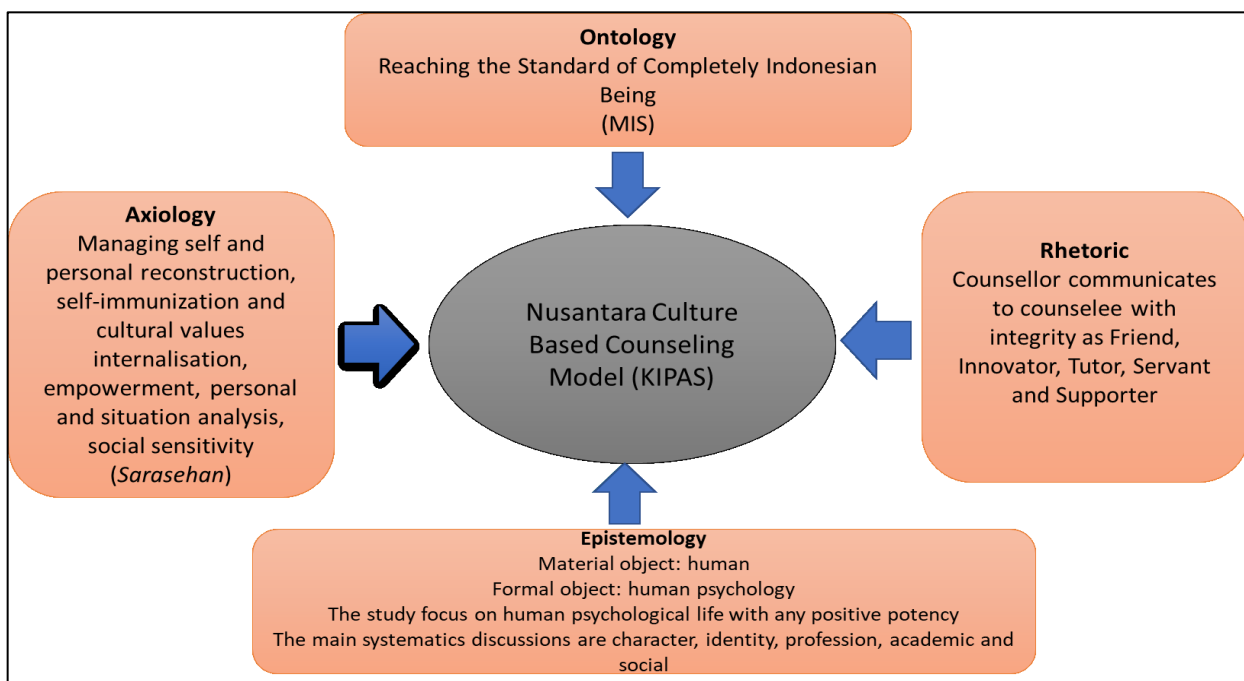 Ontology
Reaching the Standard of Completely Indonesian
Being
(MIS)
Axiology
Managing self and
personal reconstruction,
self-immunization and
cultural values
internalisation,
empowerment, personal
and situation analysis,
social sensitivity
(Sarasehan)
Nusantara Culture
Based Counseling
Model (KIPAS)
Rhetoric
Counsellor communicates
to counselee with
integrity as Friend,
Innovator, Tutor, Servant
and Supporter
Epistemology
Material object: human
Formal object: human psychology
The study focus on human psychological life with any positive potency
The main systematics discussions are character, identity, profession, academic and
social